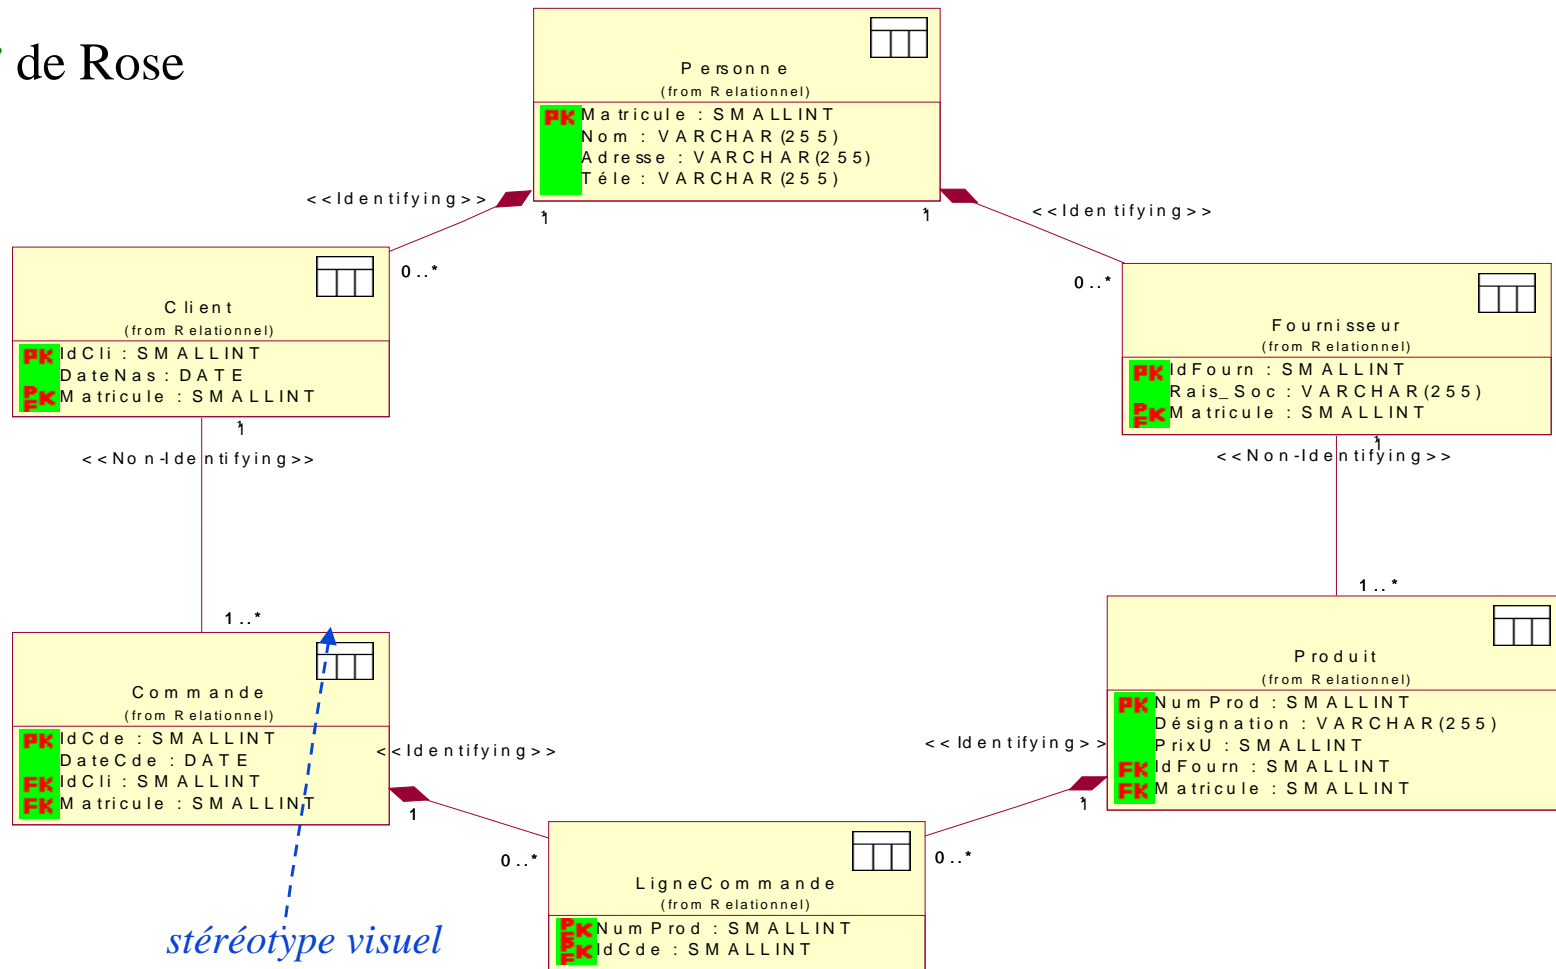 de Rose
Personne
(from Relationnel)
PK Matricule : SMALLINT
Nom : VARCHAR(255)
Adresse : VARCHAR(255)
Téle : VARCHAR(255)
<<Identifying>>
<<Identifying>>
1
1
0..*
0..*
Client
(from Relationnel)
PK IdCli : SMALLINT
DateNas : DATE
PFK Matricule : SMALLINT
Fournisseur
(from Relationnel)
PK IdFourn : SMALLINT
Rais_Soc : VARCHAR(255)
PFK Matricule : SMALLINT
1
<<Non-Identifying>>
1
<<Non-Identifying>>
1..*
1..*
Commande
(from Relationnel)
PK IdCde : SMALLINT
DateCde : DATE
FK IdCli : SMALLINT
FK Matricule : SMALLINT
Produit
(from Relationnel)
PK NumProd : SMALLINT
Désignation : VARCHAR(255)
PrixU : SMALLINT
FK IdFourn : SMALLINT
FK Matricule : SMALLINT
<<Identifying>>
<<Identifying>>
1
1
0..*
0..*
LigneCommande
(from Relationnel)
PFK NumProd : SMALLINT
PFK IdCde : SMALLINT
stéréotype visuel